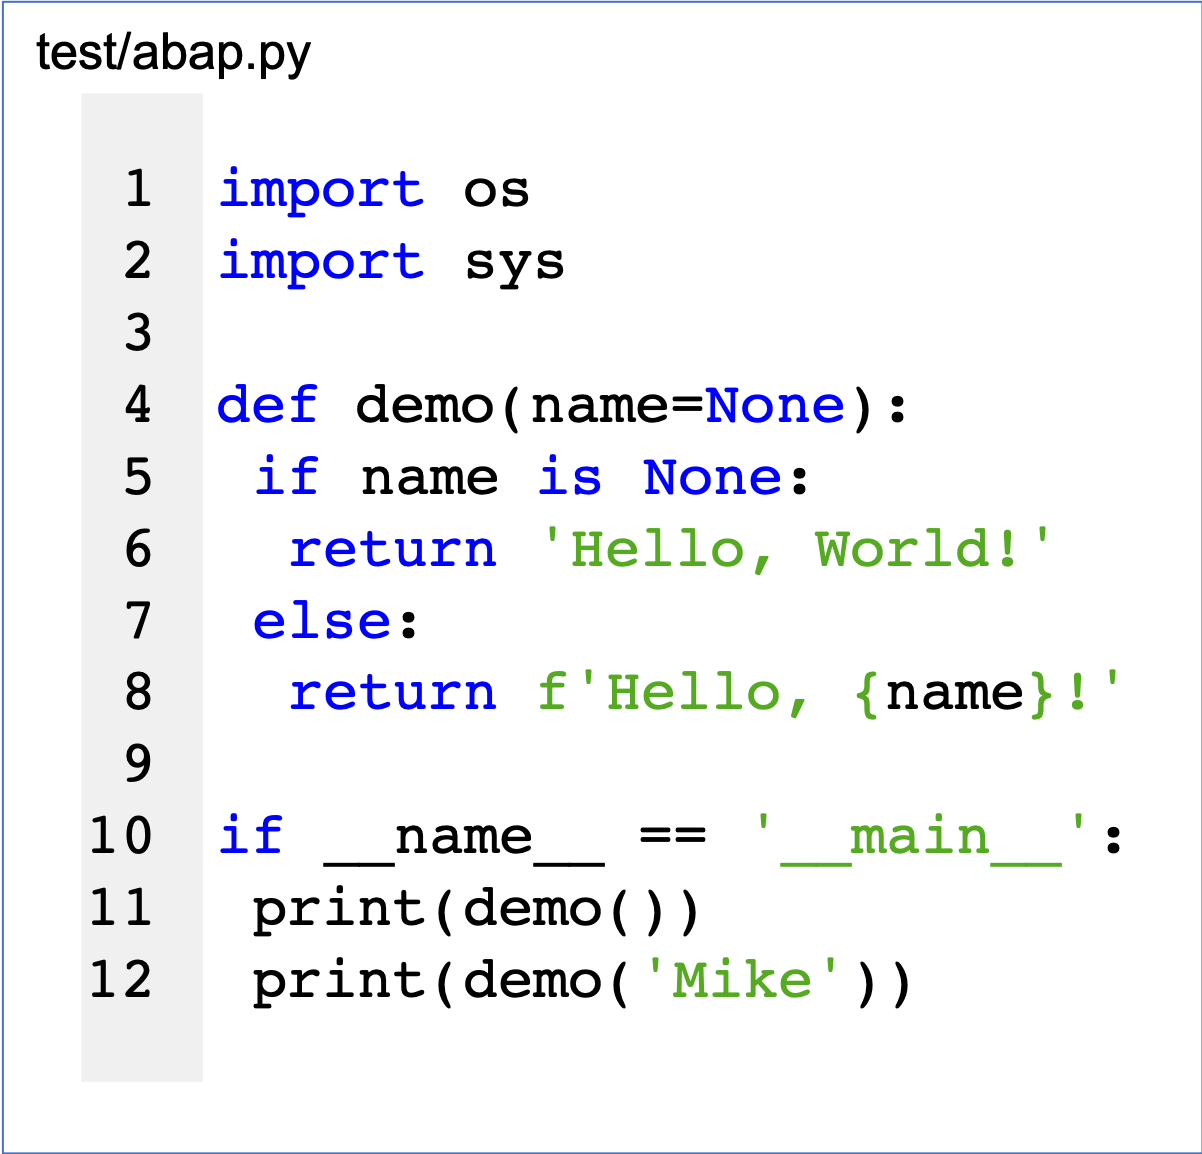 test/abap.py
1 import os
2 import sys
3
4 def demo(name=None):
5  if name is None:
6   return 'Hello, World!'
7  else:
8   return f'Hello, {name}!'
9
10 if __name__ == '__main__':
11  print(demo())
12  print(demo('Mike'))